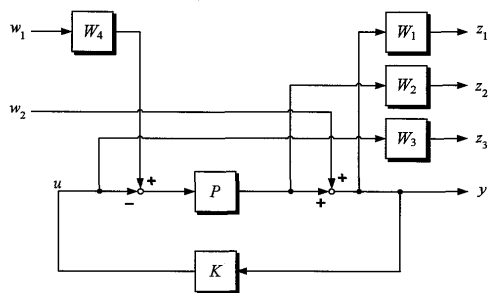 w₁ W₄ W₁ z₁
W₂ z₂
w₂
W₃ z₃
u + − P + + y
K